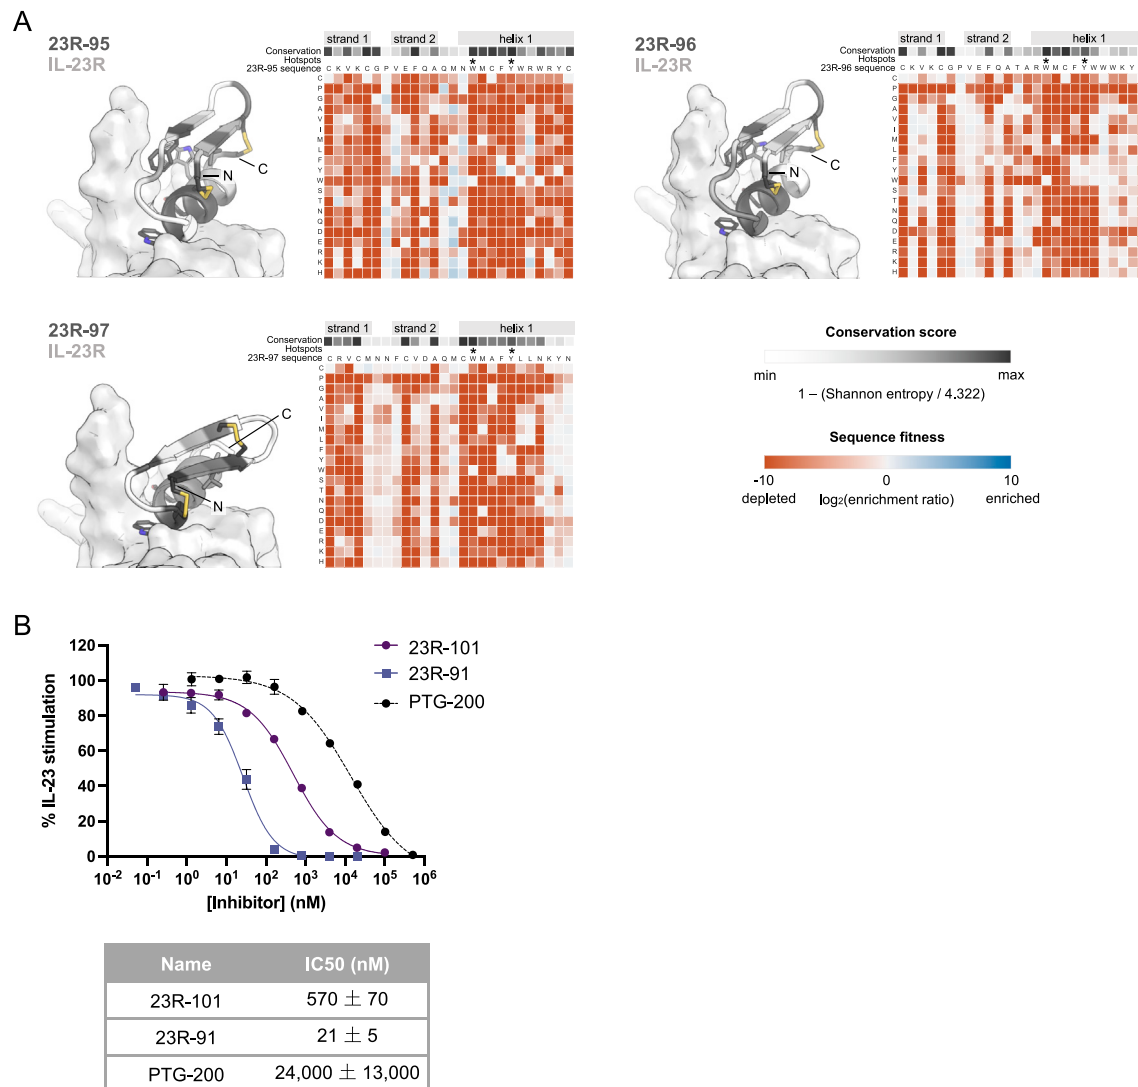 A
23R-95
IL-23R
N
C
strand 1 strand 2 helix 1
Conservation
Hotspots * *
23R-95 sequence C K V K C G P V E F Q A Q M N W M C F Y W R W R Y C
C
P
G
A
V
I
M
L
F
Y
W
S
T
N
Q
D
E
R
K
H
23R-96
IL-23R
N
C
strand 1 strand 2 helix 1
Conservation
Hotspots * *
23R-96 sequence C K V K C G P V E F Q A T A R W M C F Y W W W K Y
C
P
G
A
V
I
M
L
F
Y
W
S
T
N
Q
D
E
R
K
H
23R-97
IL-23R
C
N
strand 1 strand 2 helix 1
Conservation
Hotspots * *
23R-97 sequence C R V C M N N F C V D A Q M C W M A F Y L L N K Y N
C
P
G
A
V
I
M
L
F
Y
W
S
T
N
Q
D
E
R
K
H
Conservation score
min max
1 – (Shannon entropy / 4.322)
Sequence fitness
-10 0 10
depleted log₂(enrichment ratio) enriched
B
% IL-23 stimulation
120
100
80
60
40
20
0
10⁻² 10⁻¹ 10⁰ 10¹ 10² 10³ 10⁴ 10⁵ 10⁶
[Inhibitor] (nM)
23R-101
23R-91
PTG-200
Name IC50 (nM)
23R-101 570 ± 70
23R-91 21 ± 5
PTG-200 24,000 ± 13,000